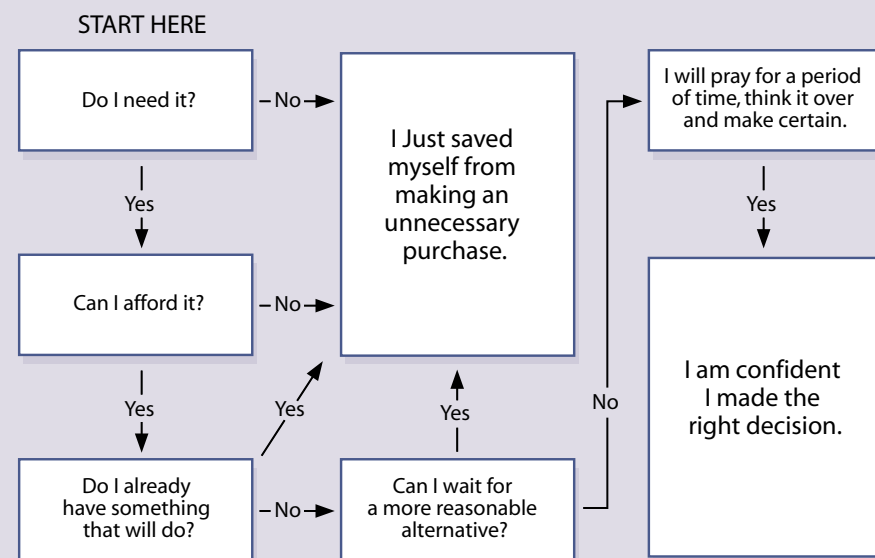 START HERE
Do I need it?
No
Yes
Can I afford it?
No
Yes
Do I already
have something
that will do?
Yes
No
I Just saved
myself from
making an
unnecessary
purchase.
Yes
Can I wait for
a more reasonable
alternative?
No
I will pray for a period
of time, think it over
and make certain.
Yes
I am confident
I made the
right decision.